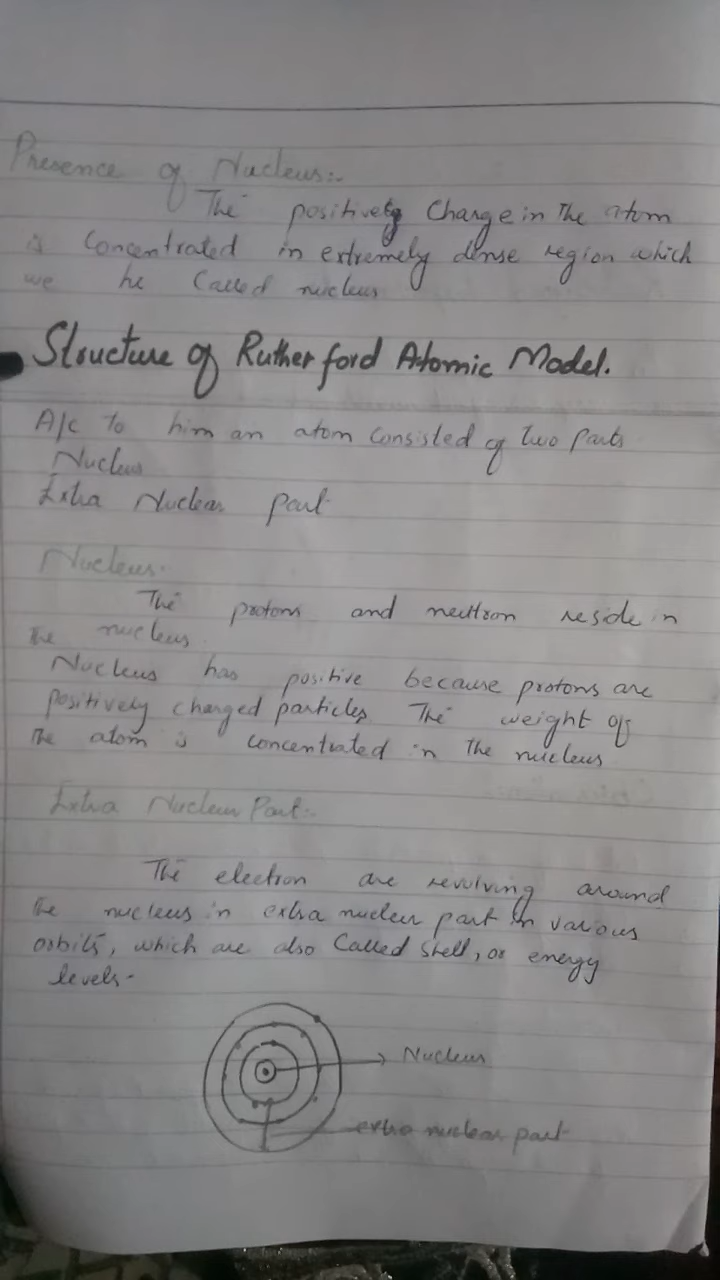 Presence of Nucleus:-
The positively Charge in The atom
is Concentrated in extremely dense region which
we he Called nucleus
Structure of Rutherford Atomic Model.
A/c to him an atom consisted of two parts
Nucleus
Extra Nuclear part
Nucleus.
The protons and neutron reside in
the nucleus.
Nucleus has positive because protons are
positively charged particles The weight of
The atom is concentrated in the nucleus
Extra Nuclear Part:-
The electron are revolving around
the nucleus in extra nuclear part in various
orbits, which are also Called shell, or energy
levels-
Nucleus
extra nuclear part